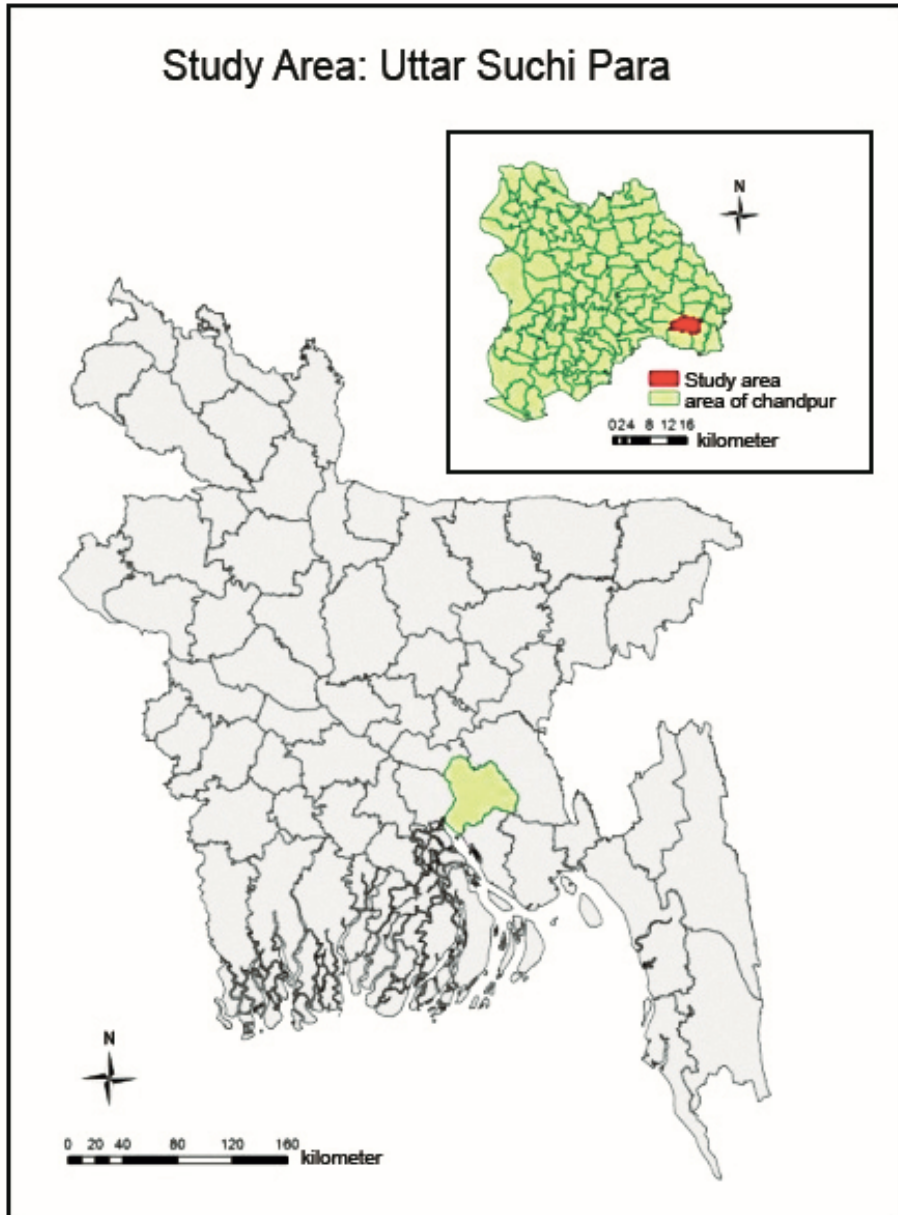 Study Area: Uttar Suchi Para
N
Study area
area of chandpur
0 2 4 8 12 16
kilometer
N
0 20 40 80 120 160
kilometer